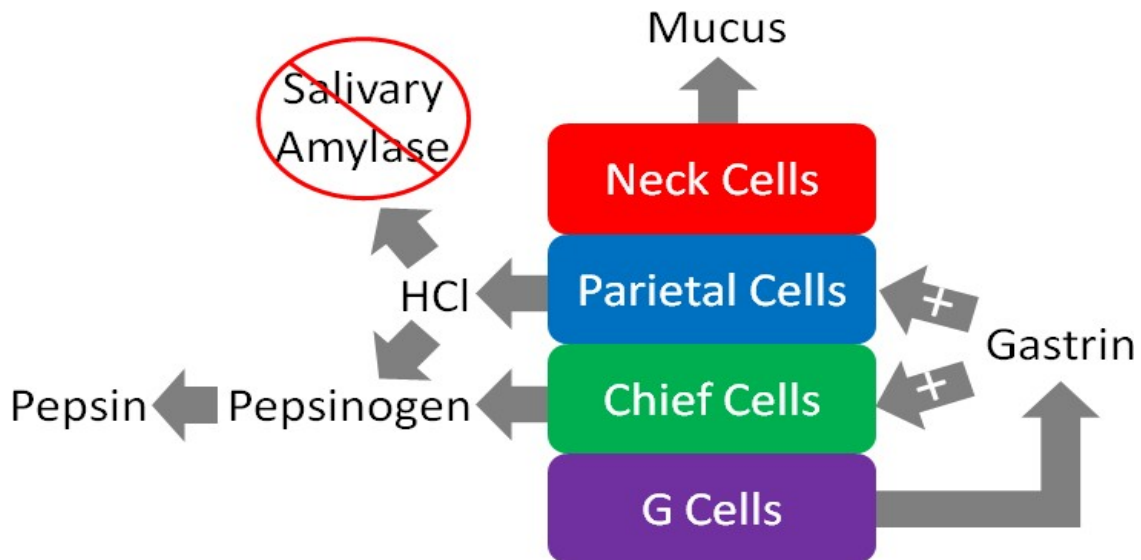 Mucus
Salivary
Amylase
Neck Cells
HCl
Parietal Cells
+
Gastrin
Pepsin
Pepsinogen
Chief Cells
+
G Cells